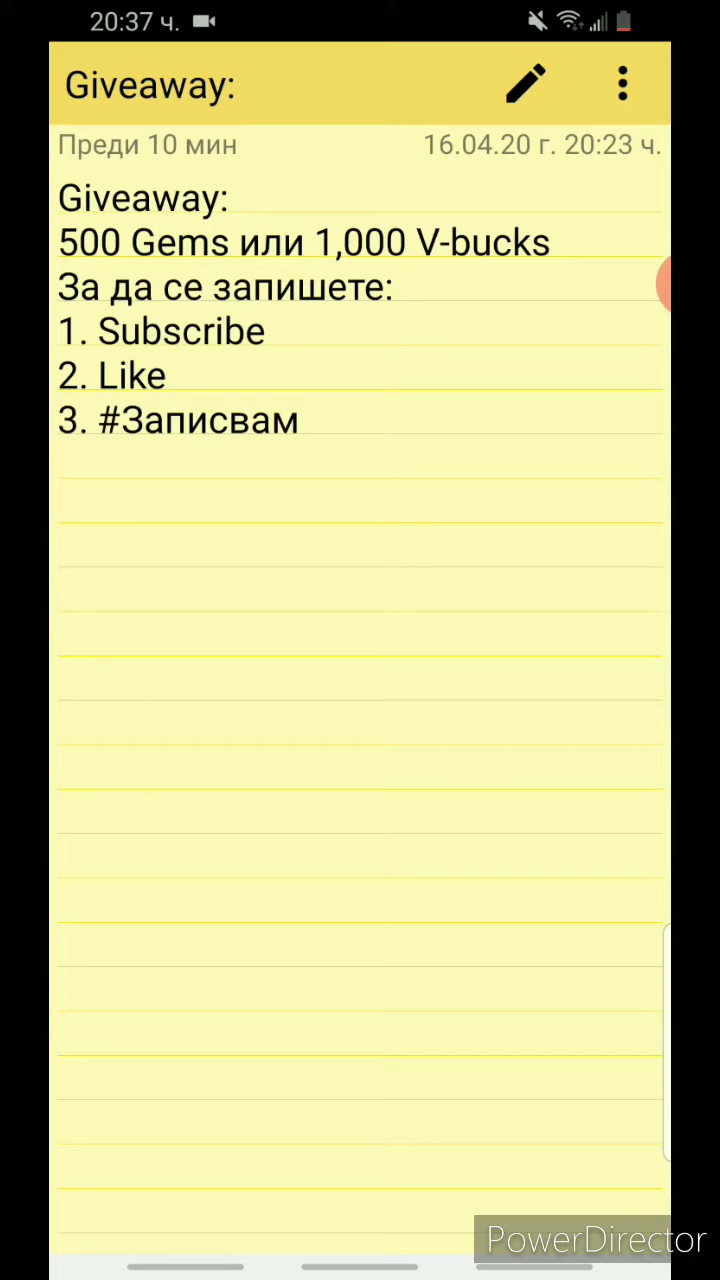 20:37 ч.
Giveaway:
Преди 10 мин 16.04.20 г. 20:23 ч.
Giveaway:
500 Gems или 1,000 V-bucks
За да се запишете:
1. Subscribe
2. Like
3. #Записвам
PowerDirector